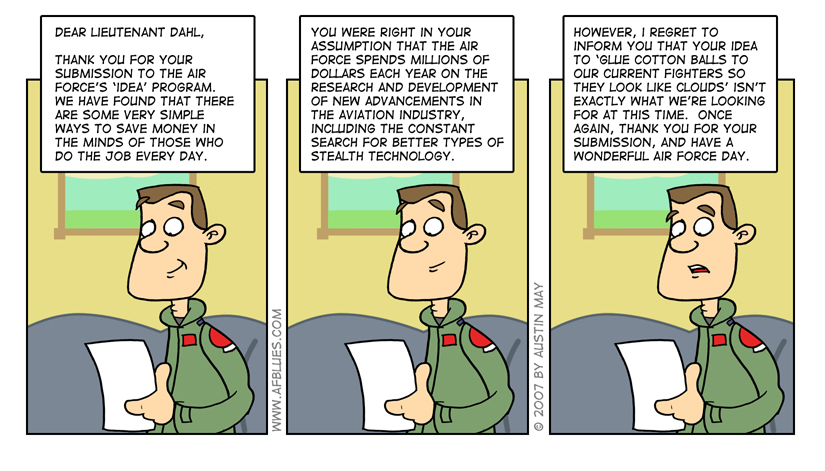 DEAR LIEUTENANT DAHL,
THANK YOU FOR YOUR
SUBMISSION TO THE AIR
FORCE'S 'IDEA' PROGRAM.
WE HAVE FOUND THAT THERE
ARE SOME VERY SIMPLE
WAYS TO SAVE MONEY IN
THE MINDS OF THOSE WHO
DO THE JOB EVERY DAY.
WWW.AFBLUES.COM
YOU WERE RIGHT IN YOUR
ASSUMPTION THAT THE AIR
FORCE SPENDS MILLIONS OF
DOLLARS EACH YEAR ON THE
RESEARCH AND DEVELOPMENT
OF NEW ADVANCEMENTS IN
THE AVIATION INDUSTRY,
INCLUDING THE CONSTANT
SEARCH FOR BETTER TYPES OF
STEALTH TECHNOLOGY.
© 2007 BY AUSTIN MAY
HOWEVER, I REGRET TO
INFORM YOU THAT YOUR IDEA
TO 'GLUE COTTON BALLS TO
OUR CURRENT FIGHTERS SO
THEY LOOK LIKE CLOUDS' ISN'T
EXACTLY WHAT WE'RE LOOKING
FOR AT THIS TIME. ONCE
AGAIN, THANK YOU FOR YOUR
SUBMISSION, AND HAVE A
WONDERFUL AIR FORCE DAY.